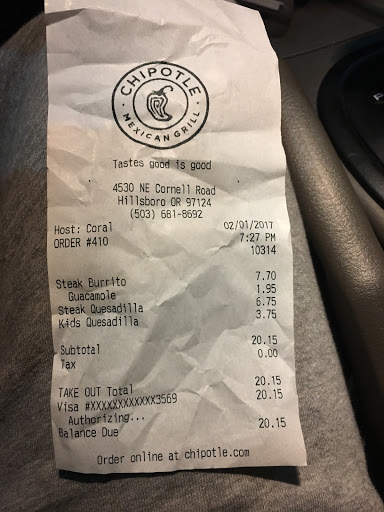 CHIPOTLE
MEXICAN GRILL
Tastes good is good
4530 NE Cornell Road
Hillsboro OR 97124
(503) 681-8692
Host: Coral 02/01/2017
ORDER #410 7:27 PM
10314
Steak Burrito 7.70
Guacamole 1.95
Steak Quesadilla 6.75
Kids Quesadilla 3.75
Subtotal 20.15
Tax 0.00
TAKE OUT Total 20.15
Visa #XXXXXXXXXXXX3569 20.15
Authorizing...
Balance Due 20.15
Order online at chipotle.com